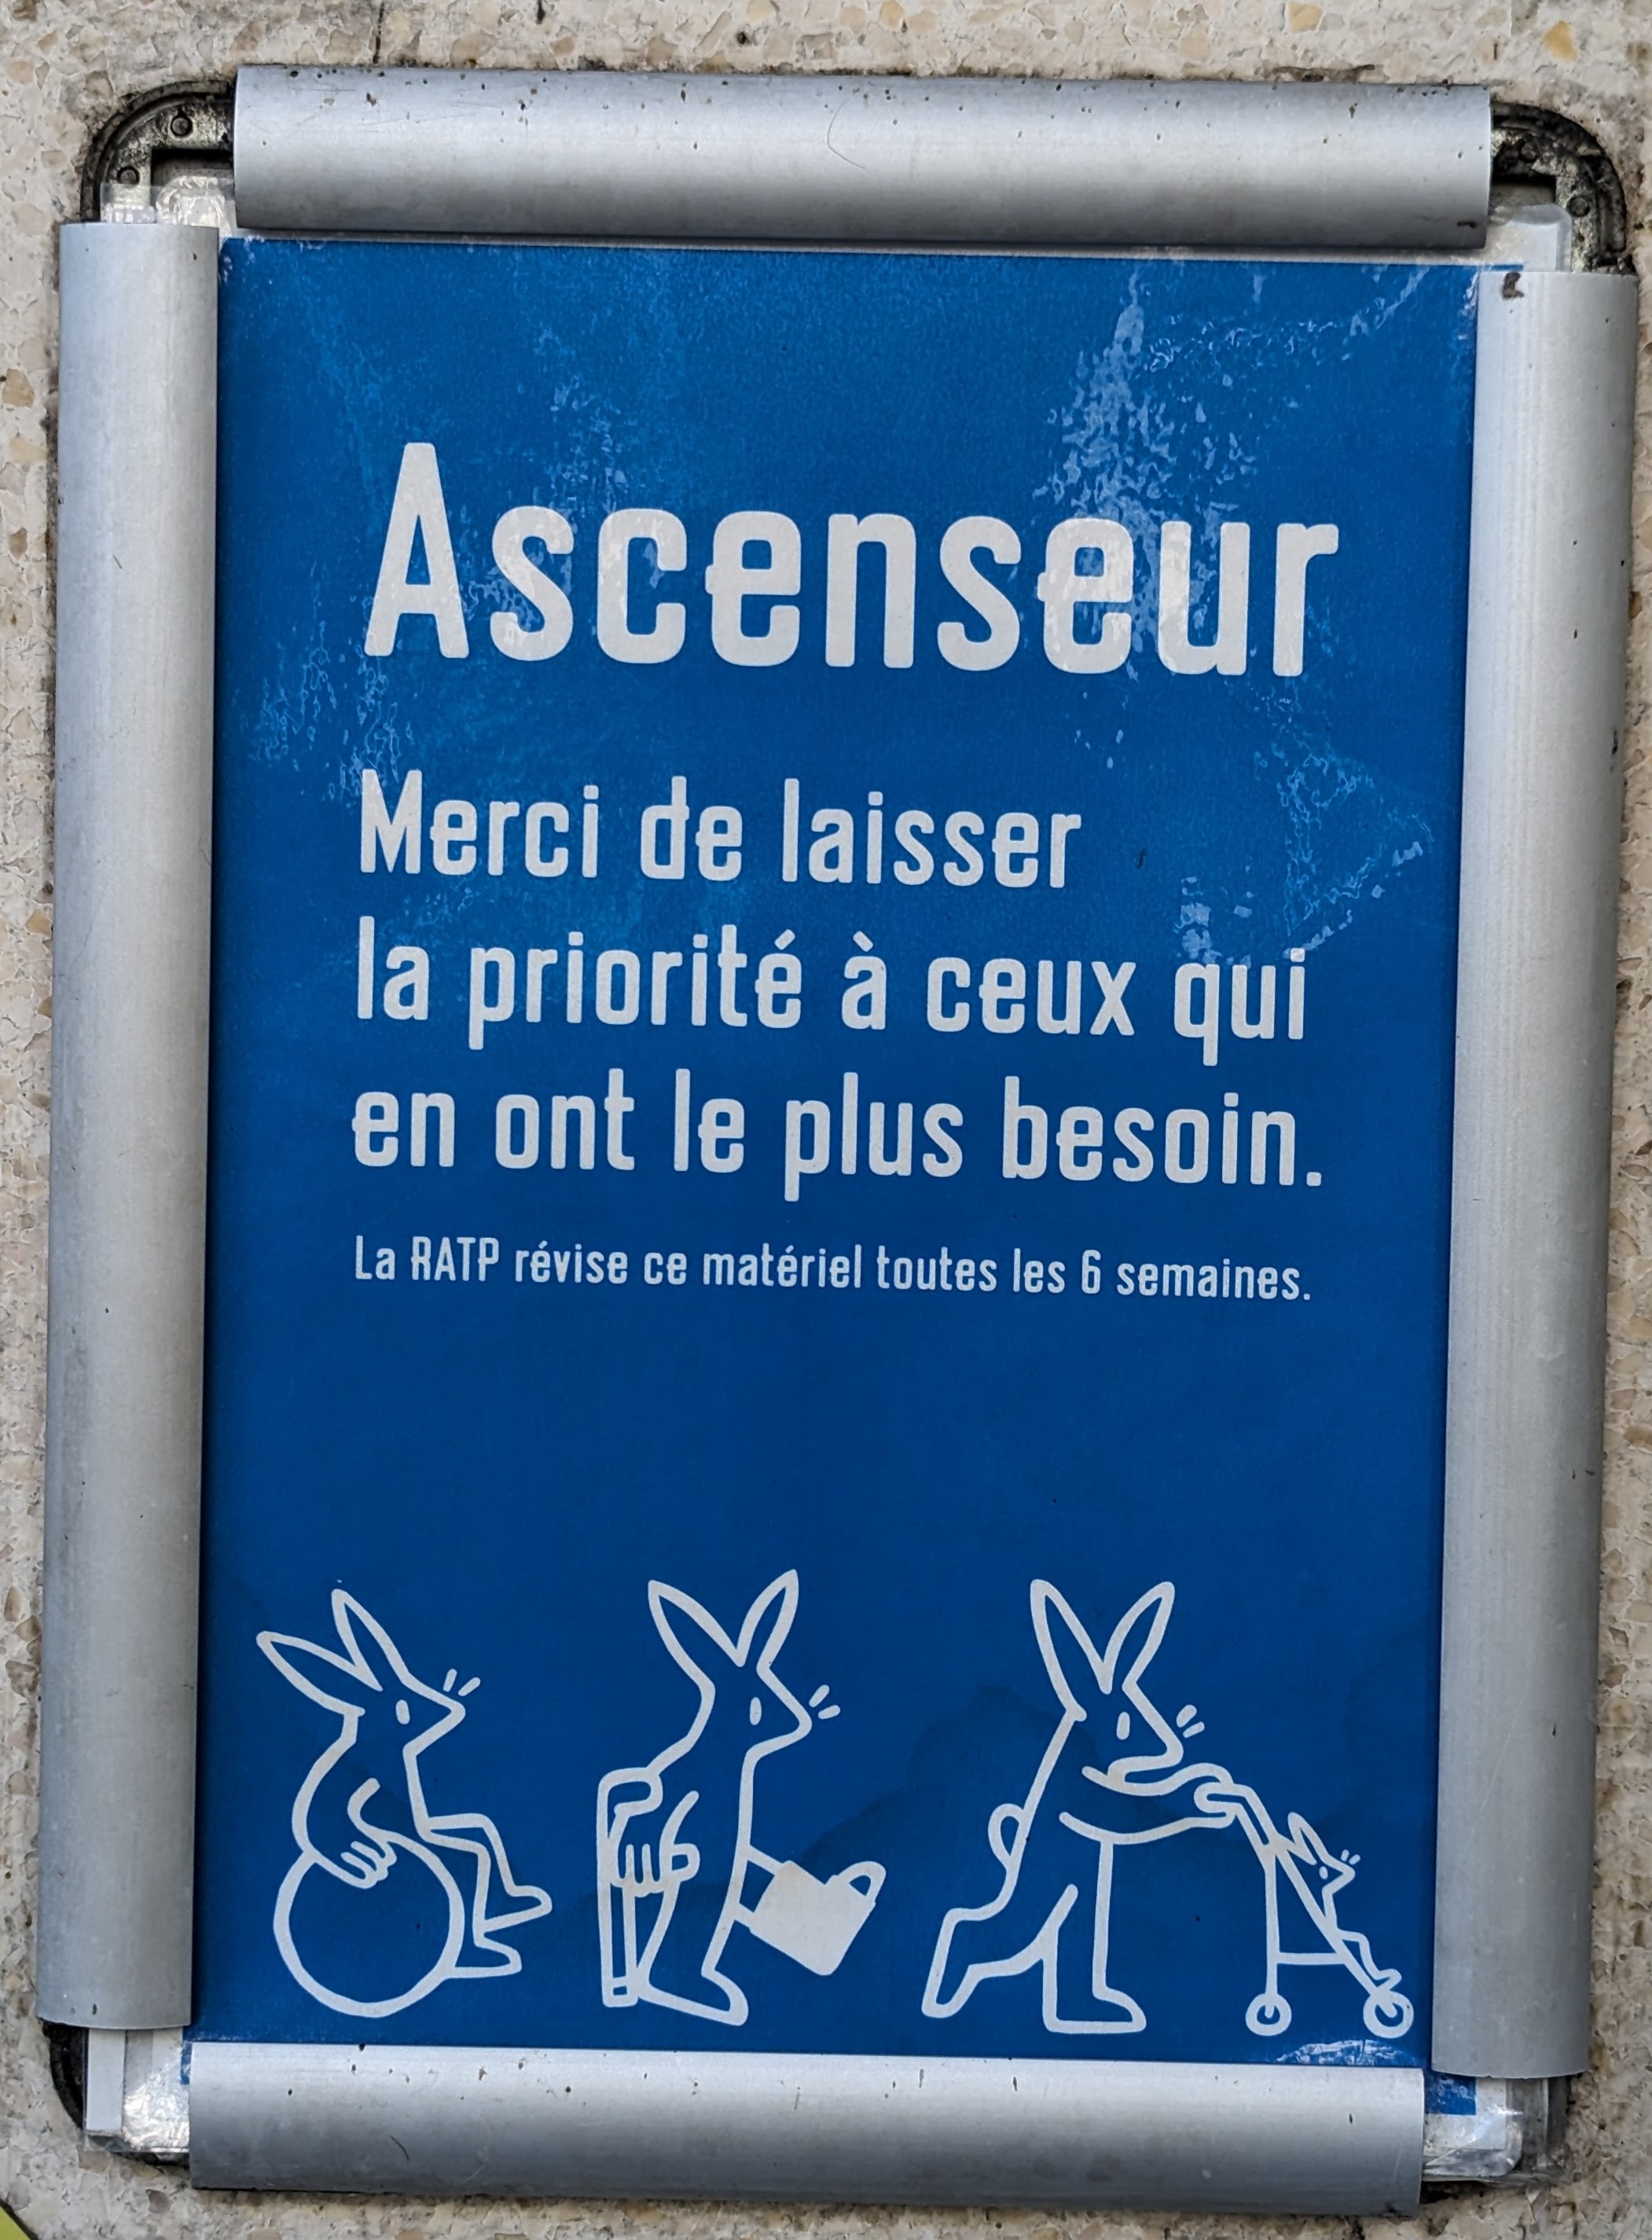 Ascenseur
Merci de laisser
la priorité à ceux qui
en ont le plus besoin.
La RATP révise ce matériel toutes les 6 semaines.